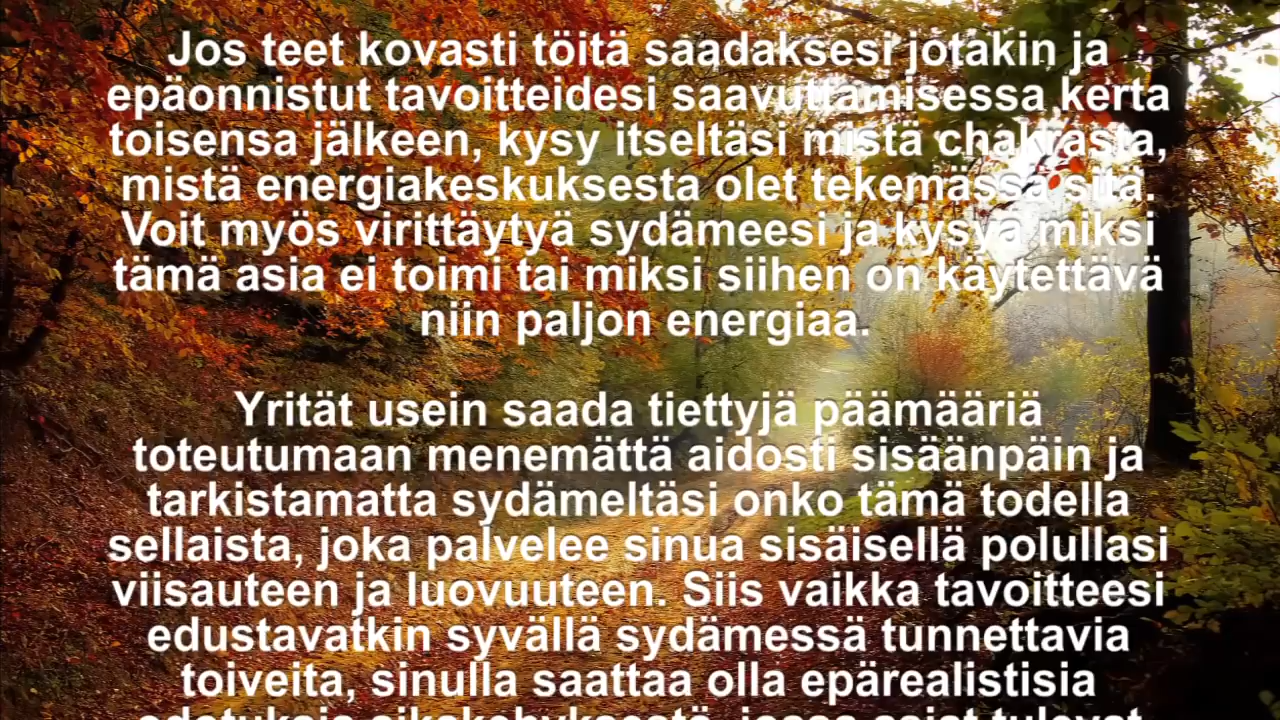 Jos teet kovasti töitä saadaksesi jotakin ja
epäonnistut tavoitteidesi saavuttamisessa kerta
toisensa jälkeen, kysy itseltäsi mistä chakrasta,
mistä energiakeskuksesta olet tekemässä sitä.
Voit myös virittäytyä sydämeesi ja kysyä miksi
tämä asia ei toimi tai miksi siihen on käytettävä
niin paljon energiaa.
Yrität usein saada tiettyjä päämääriä
toteutumaan menemättä aidosti sisäänpäin ja
tarkistamatta sydämeltäsi onko tämä todella
sellaista, joka palvelee sinua sisäisellä polullasi
viisauteen ja luovuuteen. Siis vaikka tavoitteesi
edustavatkin syvällä sydämessä tunnettavia
toiveita, sinulla saattaa olla epärealistisia